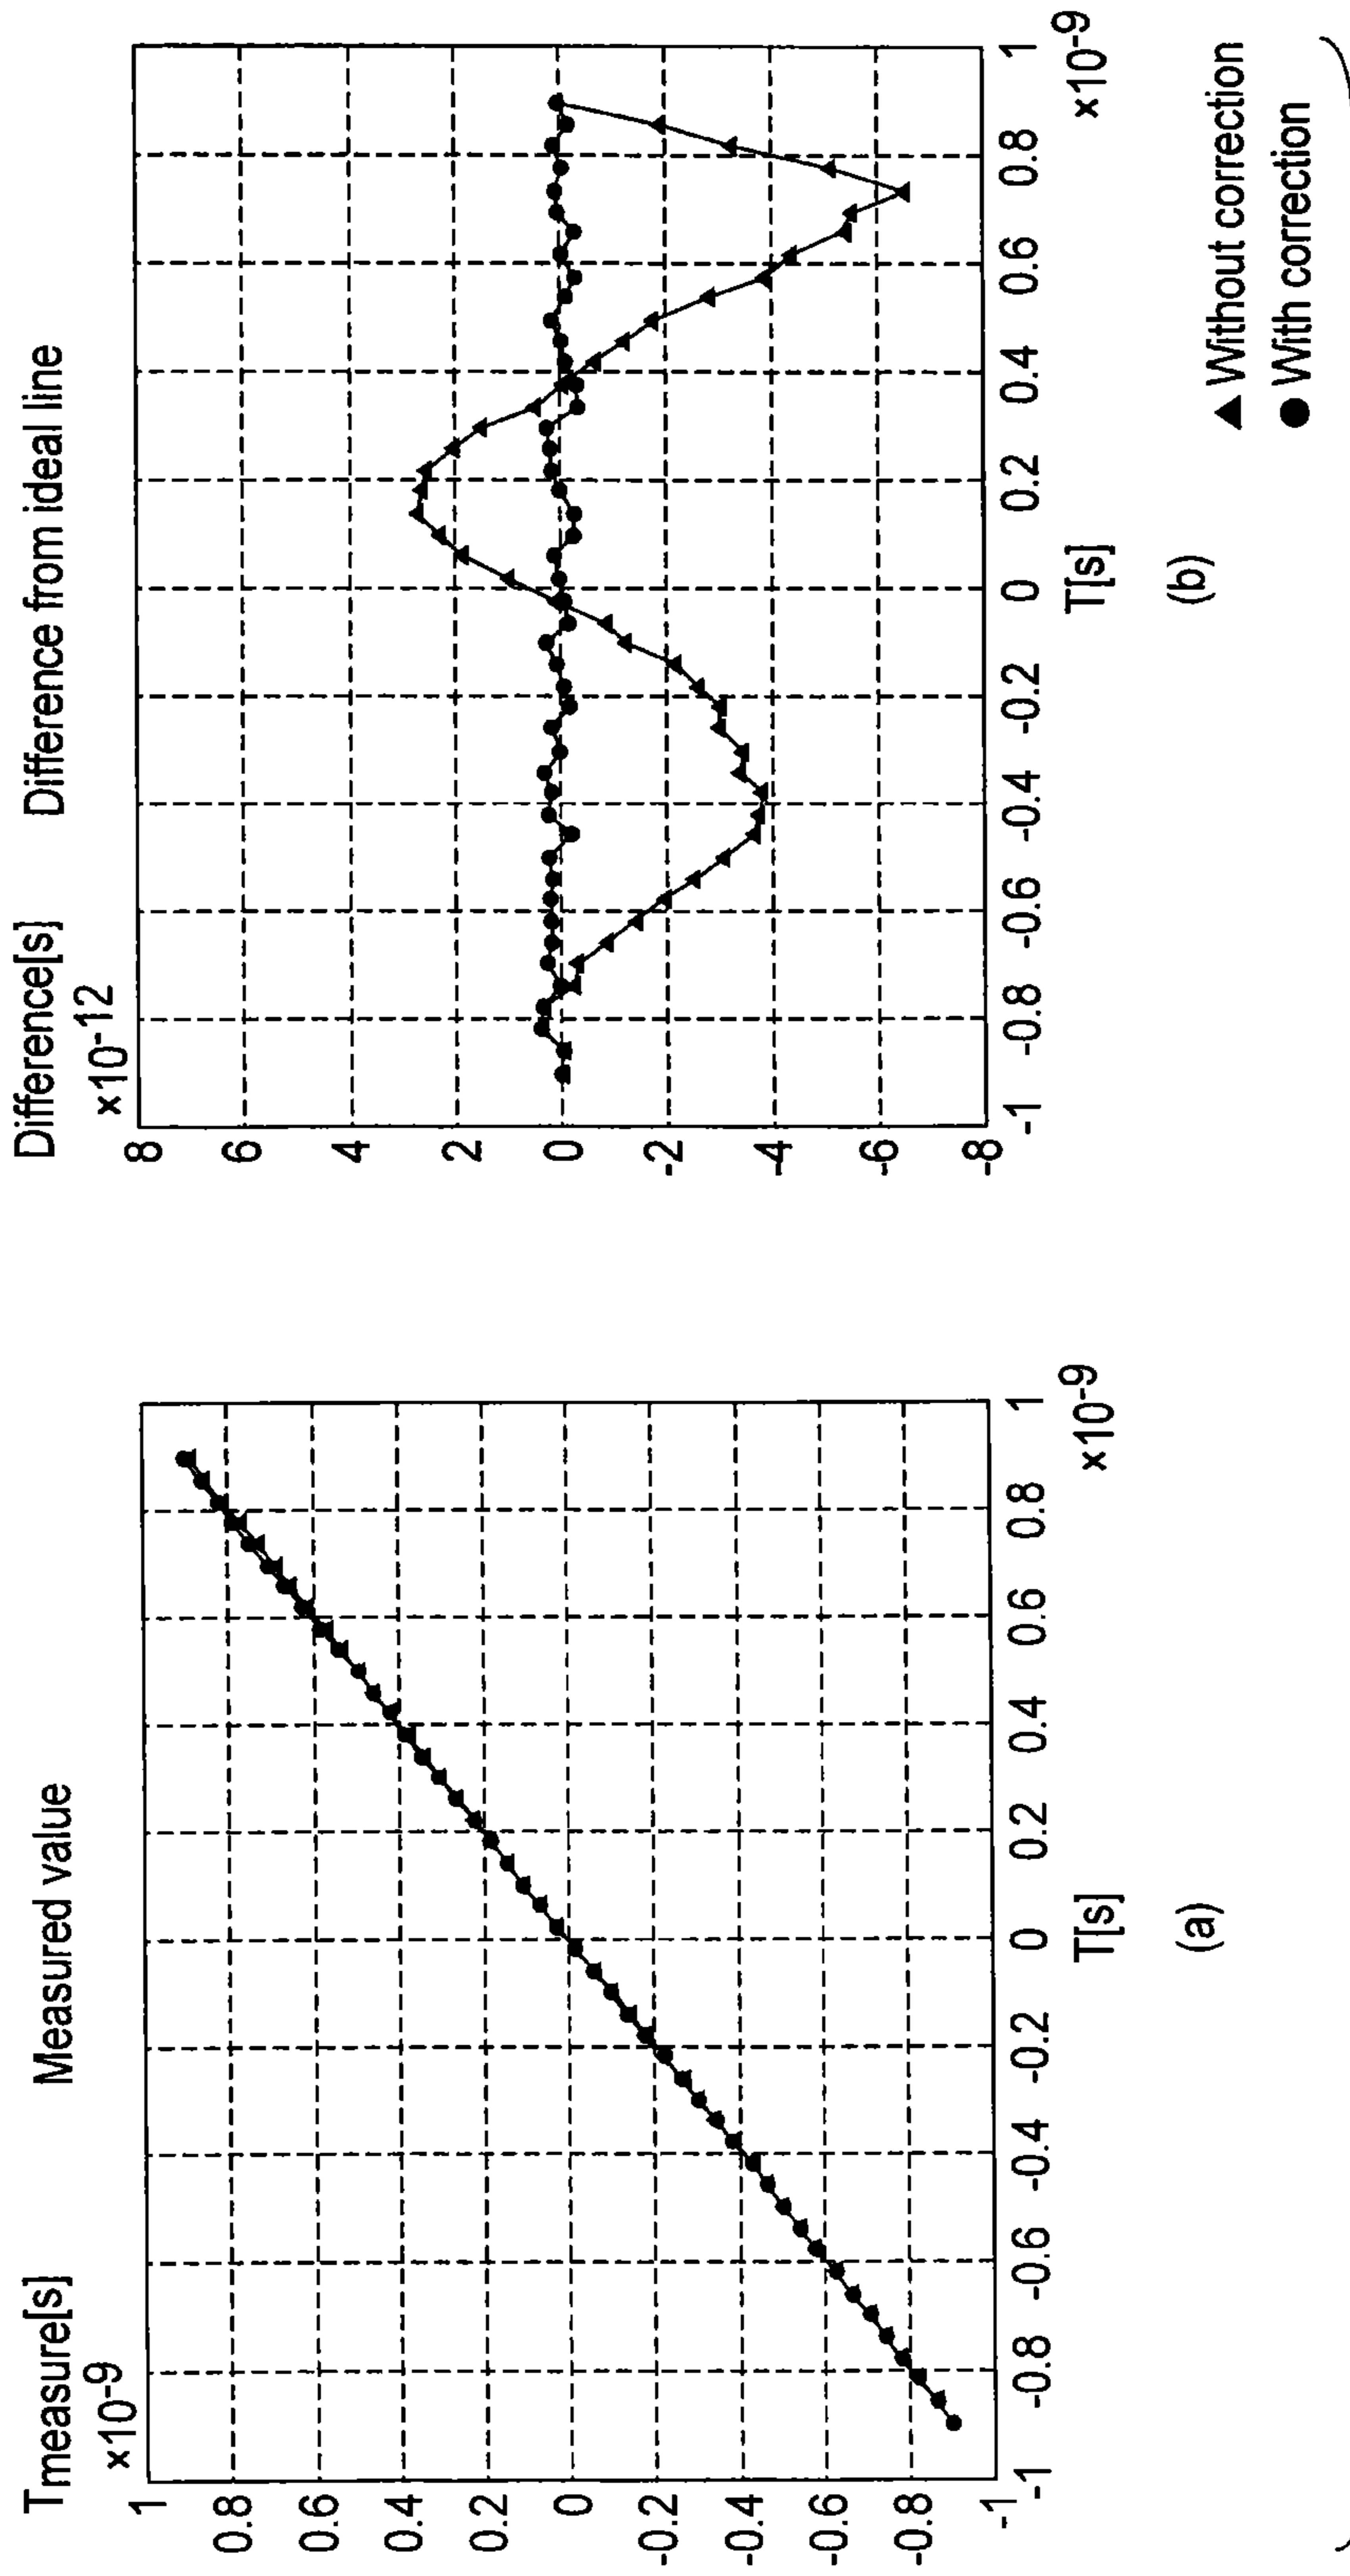 Measured value
Tmeasure[s]
×10-9
1
0.8
0.6
0.4
0.2
0
-0.2
-0.4
-0.6
-0.8
-1
-1 -0.8 -0.6 -0.4 -0.2 0 0.2 0.4 0.6 0.8 1
×10-9
T[s]
(a)
Difference from ideal line
Difference[s]
×10-12
8
6
4
2
0
-2
-4
-6
-8
-1 -0.8 -0.6 -0.4 -0.2 0 0.2 0.4 0.6 0.8 1
×10-9
T[s]
(b)
▲ Without correction
● With correction